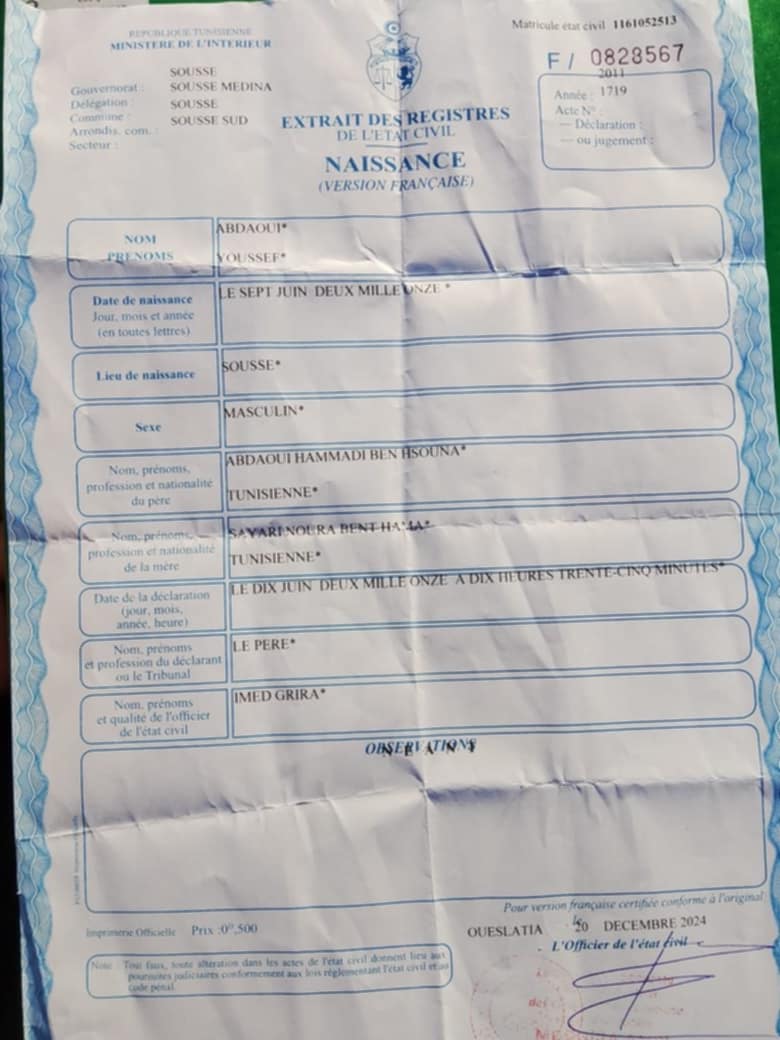 REPUBLIQUE TUNISIENNE
MINISTERE DE L'INTERIEUR
Matricule état civil 1161052513
F / 0828567
Gouvernorat : SOUSSE
Délégation : SOUSSE MEDINA
Commune : SOUSSE
Arrondis. com. : SOUSSE SUD
Secteur :
2011
Année : 1719
Acte N° :
— Déclaration :
— ou jugement :
EXTRAIT DES REGISTRES
DE L'ETAT CIVIL
NAISSANCE
(VERSION FRANÇAISE)
NOM
PRENOMS
ABDAOUI*
YOUSSEF*
Date de naissance
Jour, mois et année
(en toutes lettres)
LE SEPT JUIN DEUX MILLE ONZE *
Lieu de naissance
SOUSSE*
Sexe
MASCULIN*
Nom, prénoms,
profession et nationalité
du père
ABDAOUI HAMMADI BEN HSOUNA*
TUNISIENNE*
Nom, prénoms,
profession et nationalité
de la mère
SAYARI NOURA BENT HAMA*
TUNISIENNE*
Date de la déclaration
(jour, mois,
année, heure)
LE DIX JUIN DEUX MILLE ONZE A DIX HEURES TRENTE-CINQ MINUTES*
Nom, prénoms
et profession du déclarant
ou le Tribunal
LE PERE*
Nom, prénoms
et qualité de l'officier
de l'état civil
IMED GRIRA*
OBSERVATIONS
N E A N T
Pour version française certifiée conforme à l'original
Imprimerie Officielle Prix :0ᴰ,500
OUESLATIA le 20 DECEMBRE 2024
L'Officier de l'état civil
Note : Tout faux, toute altération dans les actes de l'état civil donnent lieu aux
poursuites judiciaires conformement aux lois réglementant l'état civil et au
code pénal.